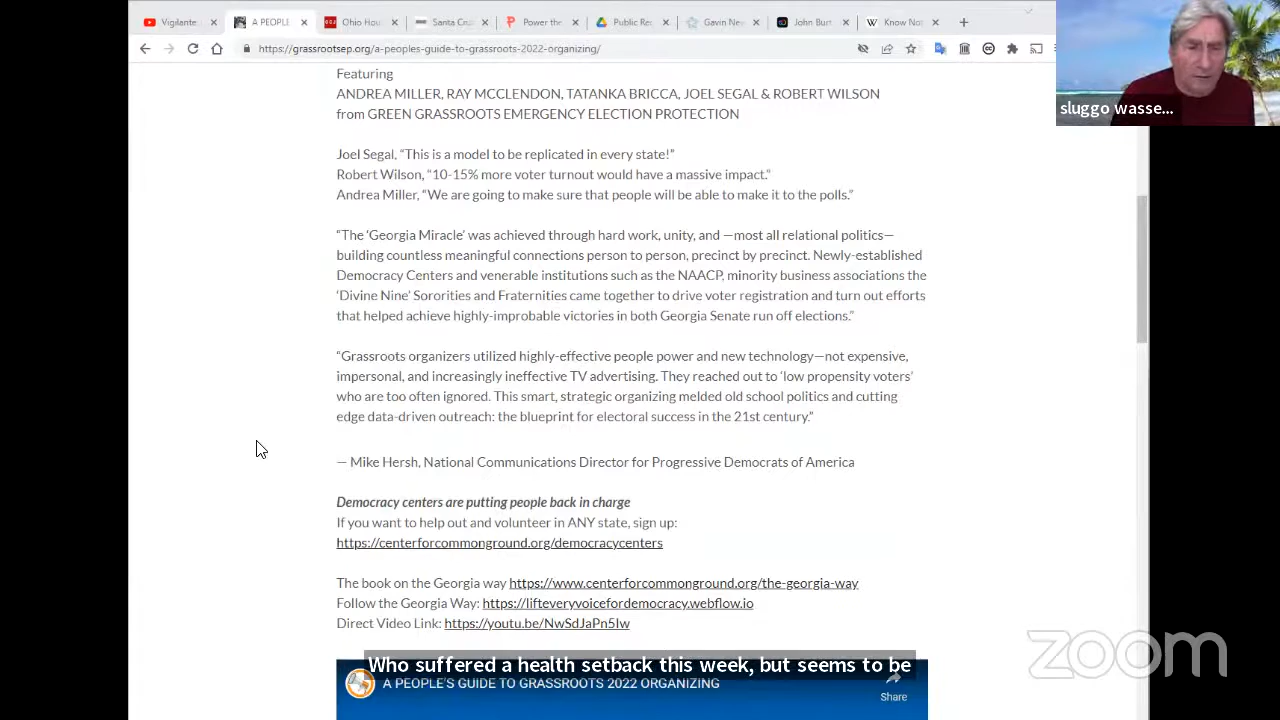 Vigilante
A PEOPLE
Ohio Hou
Santa Cru
Power the
Public Re
Gavin Ne
John Burt
Know Not
https://grassrootsep.org/a-peoples-guide-to-grassroots-2022-organizing/
sluggo wasse...
Featuring
ANDREA MILLER, RAY MCCLENDON, TATANKA BRICCA, JOEL SEGAL & ROBERT WILSON
from GREEN GRASSROOTS EMERGENCY ELECTION PROTECTION
Joel Segal, “This is a model to be replicated in every state!”
Robert Wilson, “10-15% more voter turnout would have a massive impact.”
Andrea Miller, “We are going to make sure that people will be able to make it to the polls.”
“The ‘Georgia Miracle’ was achieved through hard work, unity, and —most all relational politics—
building countless meaningful connections person to person, precinct by precinct. Newly-established
Democracy Centers and venerable institutions such as the NAACP, minority business associations the
‘Divine Nine’ Sororities and Fraternities came together to drive voter registration and turn out efforts
that helped achieve highly-improbable victories in both Georgia Senate run off elections.”
“Grassroots organizers utilized highly-effective people power and new technology—not expensive,
impersonal, and increasingly ineffective TV advertising. They reached out to ‘low propensity voters’
who are too often ignored. This smart, strategic organizing melded old school politics and cutting
edge data-driven outreach: the blueprint for electoral success in the 21st century.”
— Mike Hersh, National Communications Director for Progressive Democrats of America
Democracy centers are putting people back in charge
If you want to help out and volunteer in ANY state, sign up:
https://centerforcommonground.org/democracycenters
The book on the Georgia way https://www.centerforcommonground.org/the-georgia-way
Follow the Georgia Way: https://lifteveryvoicefordemocracy.webflow.io
Direct Video Link: https://youtu.be/NwSdJaPn5Iw
zoom
Who suffered a health setback this week, but seems to be
A PEOPLE'S GUIDE TO GRASSROOTS 2022 ORGANIZING
Share